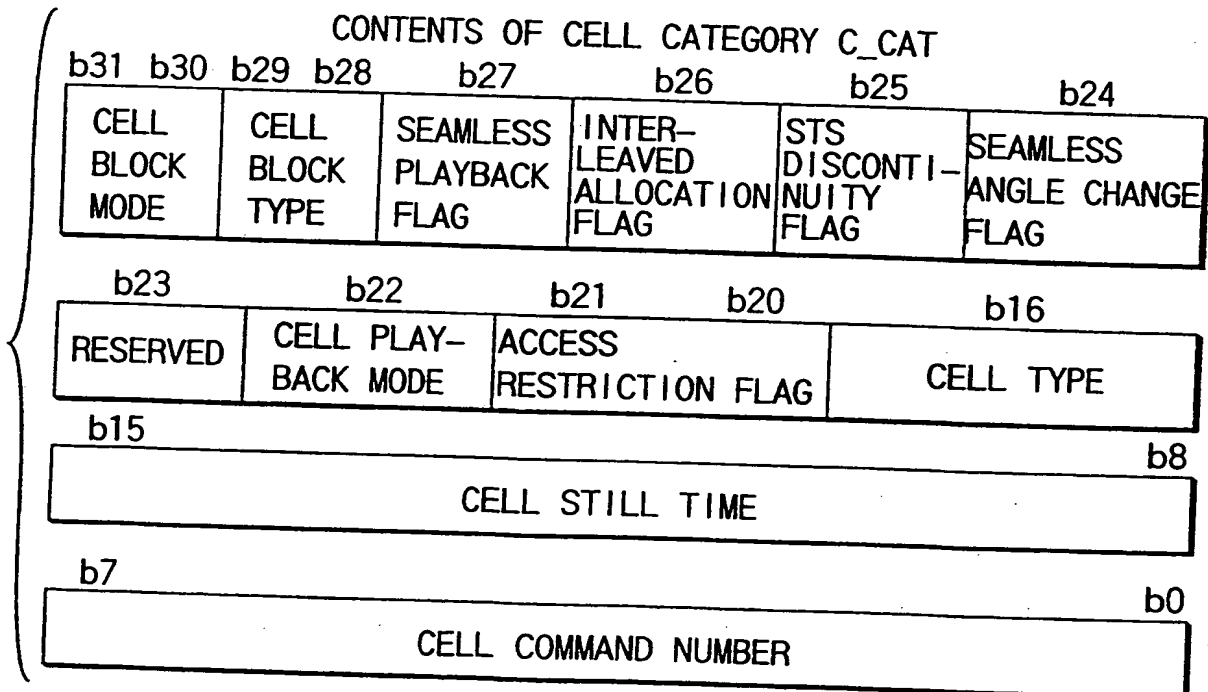 CONTENTS OF CELL CATEGORY C_CAT
b31 b30 b29 b28 b27 b26 b25 b24
CELL
BLOCK
MODE
CELL
BLOCK
TYPE
SEAMLESS
PLAYBACK
FLAG
INTER-
LEAVED
ALLOCATION
FLAG
STS
DISCONTI-
NUITY
FLAG
SEAMLESS
ANGLE CHANGE
FLAG
b23 b22 b21 b20 b16
RESERVED
CELL PLAY-
BACK MODE
ACCESS
RESTRICTION FLAG
CELL TYPE
b15 b8
CELL STILL TIME
b7 b0
CELL COMMAND NUMBER